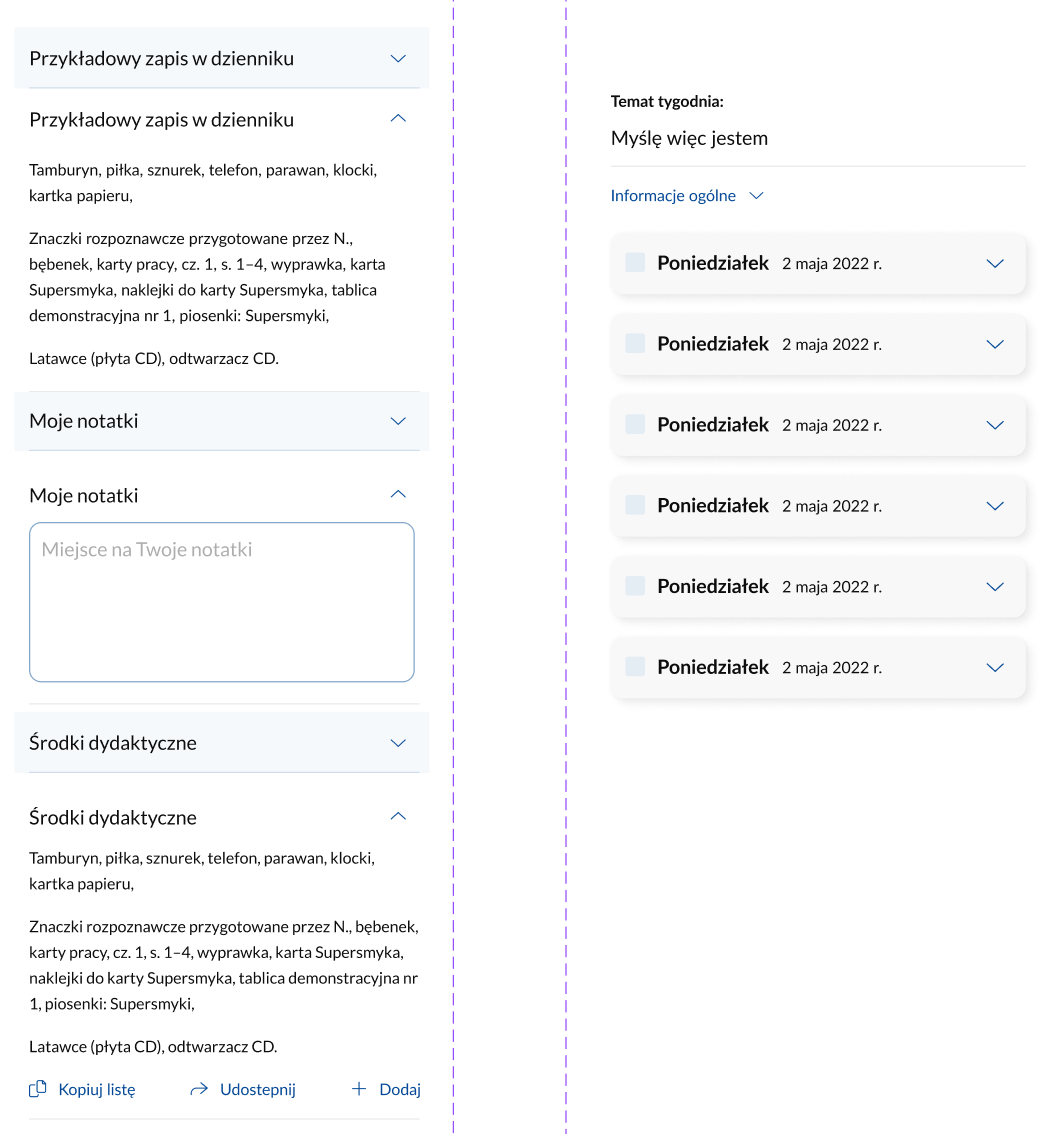 Przykładowy zapis w dzienniku
Przykładowy zapis w dzienniku
Tamburyn, piłka, sznurek, telefon, parawan, klocki,
kartka papieru,
Znaczki rozpoznawcze przygotowane przez N.,
bębenek, karty pracy, cz. 1, s. 1–4, wyprawka, karta
Supersmyka, naklejki do karty Supersmyka, tablica
demonstracyjna nr 1, piosenki: Supersmyki,
Latawce (płyta CD), odtwarzacz CD.
Moje notatki
Moje notatki
Miejsce na Twoje notatki
Środki dydaktyczne
Środki dydaktyczne
Tamburyn, piłka, sznurek, telefon, parawan, klocki,
kartka papieru,
Znaczki rozpoznawcze przygotowane przez N., bębenek,
karty pracy, cz. 1, s. 1–4, wyprawka, karta Supersmyka,
naklejki do karty Supersmyka, tablica demonstracyjna nr
1, piosenki: Supersmyki,
Latawce (płyta CD), odtwarzacz CD.
Kopiuj listę Udostepnij Dodaj
Temat tygodnia:
Myślę więc jestem
Informacje ogólne
Poniedziałek 2 maja 2022 r.
Poniedziałek 2 maja 2022 r.
Poniedziałek 2 maja 2022 r.
Poniedziałek 2 maja 2022 r.
Poniedziałek 2 maja 2022 r.
Poniedziałek 2 maja 2022 r.